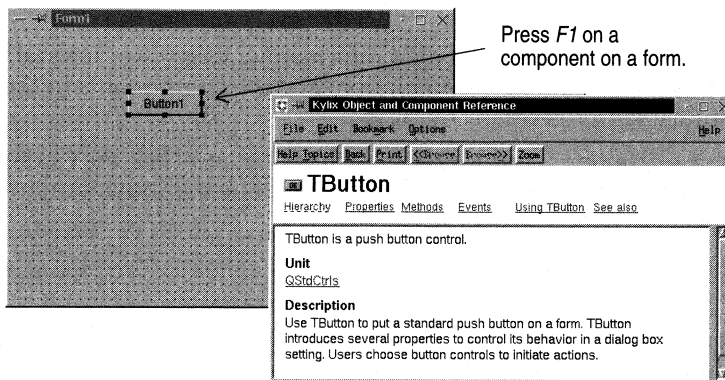 Form1
Press F1 on a
component on a form.
Button1
Kylix Object and Component Reference
File Edit Bookmark Options Help
Help Topics Back Print <<Browse Browse>> Zoom
TButton
Hierarchy Properties Methods Events Using TButton See also
TButton is a push button control.
Unit
QStdCtrls
Description
Use TButton to put a standard push button on a form. TButton
introduces several properties to control its behavior in a dialog box
setting. Users choose button controls to initiate actions.